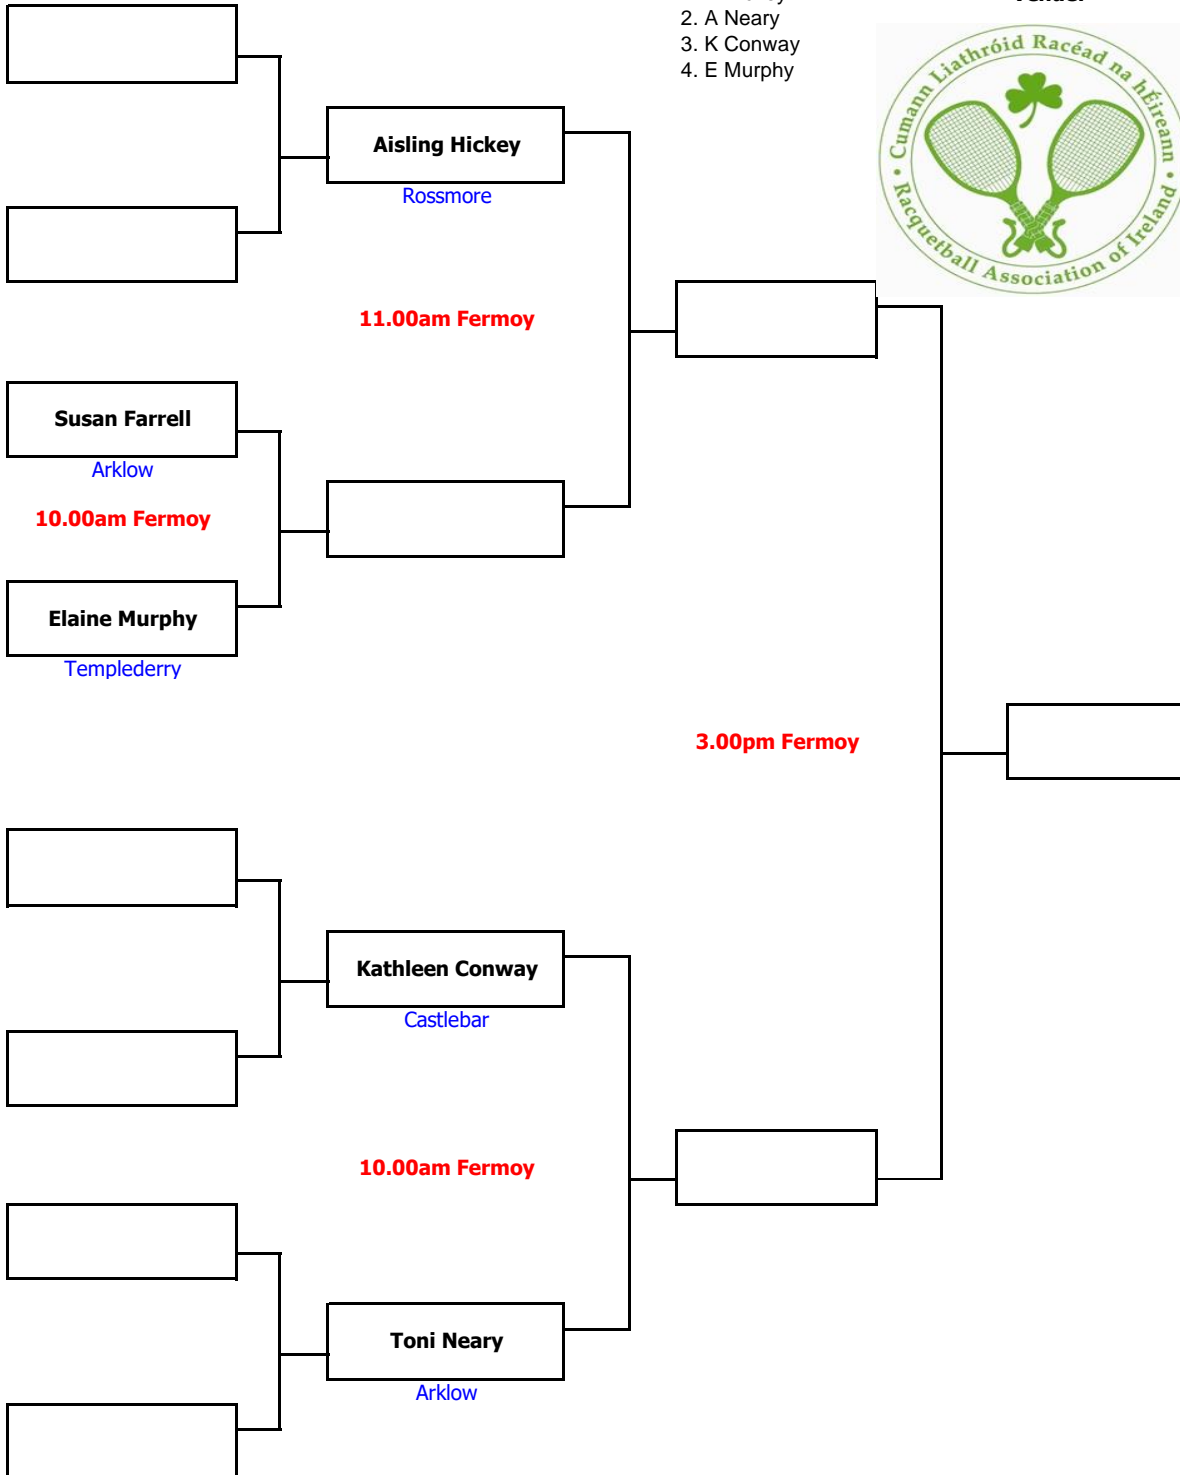 2. A Neary
3. K Conway
4. E Murphy
Cumann Liathróid Racéad na hÉireann
Racquetball Association of Ireland
Aisling Hickey
Rossmore
11.00am Fermoy
Susan Farrell
Arklow
10.00am Fermoy
Elaine Murphy
Templederry
3.00pm Fermoy
Kathleen Conway
Castlebar
10.00am Fermoy
Toni Neary
Arklow